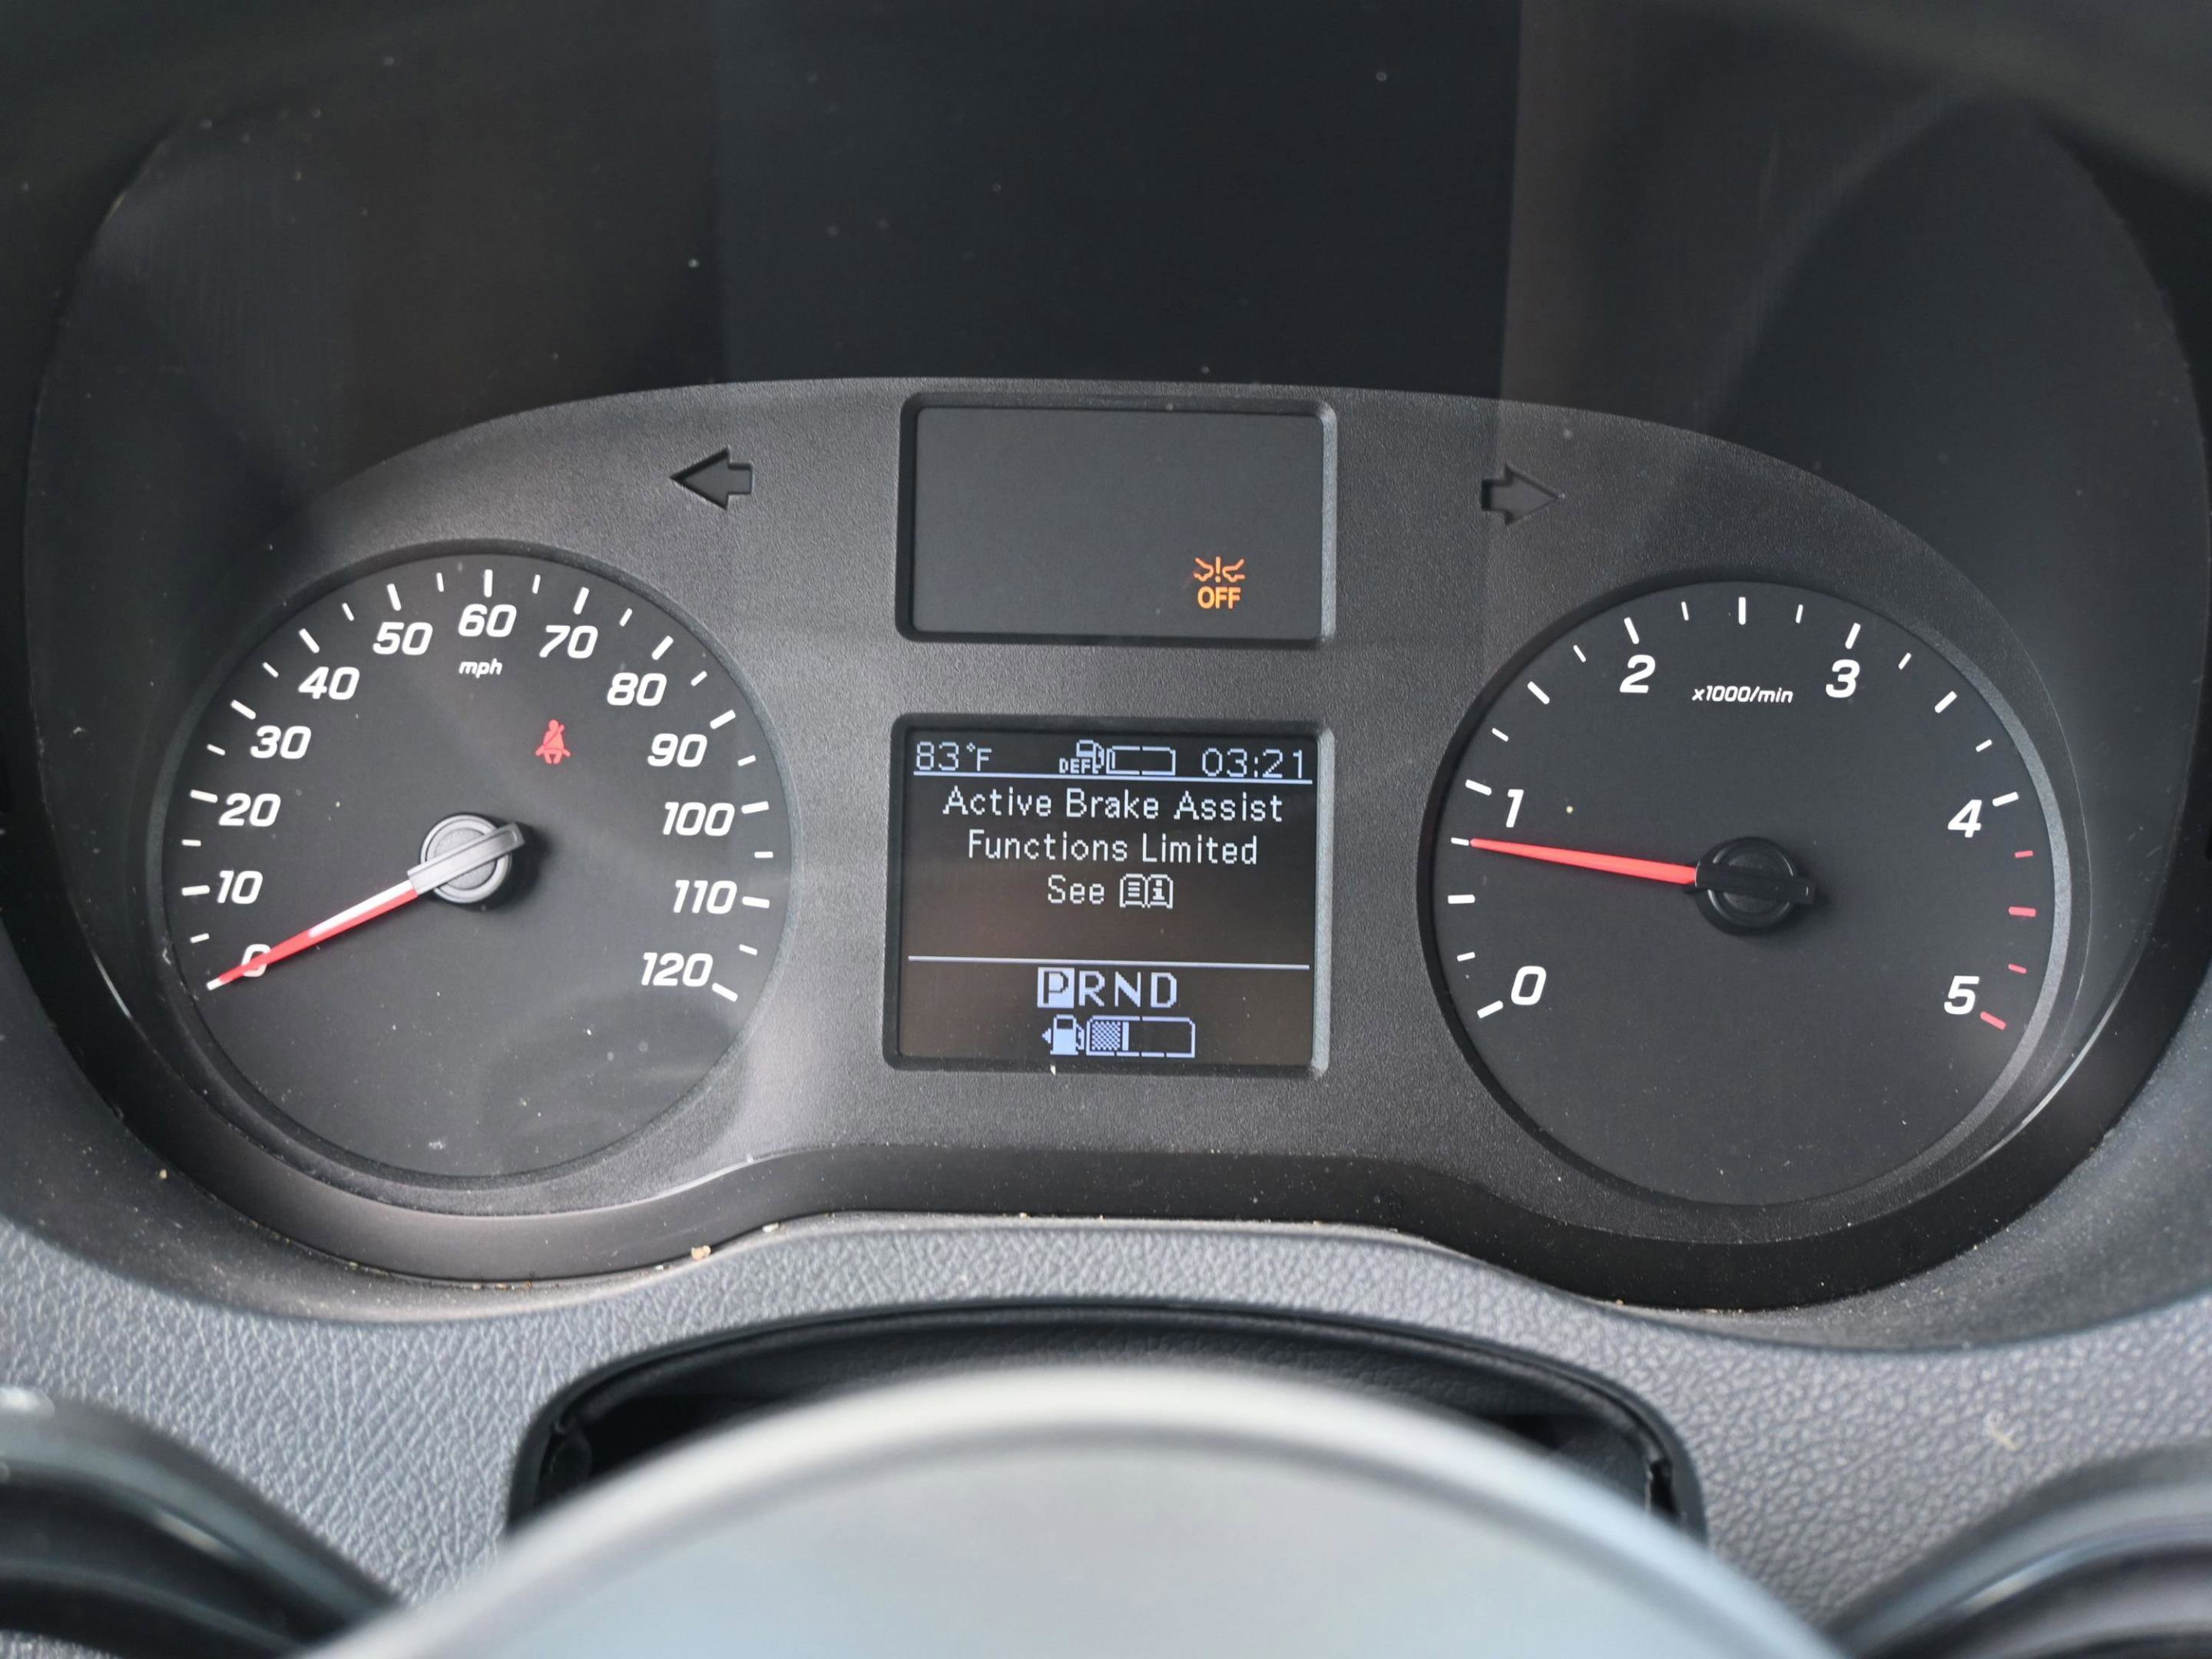 OFF
0
10
20
30
40
50
60
70
80
90
100
110
120
mph
83°F DEF 03:21
Active Brake Assist
Functions Limited
See
PRND
0
1
2
3
4
5
x1000/min